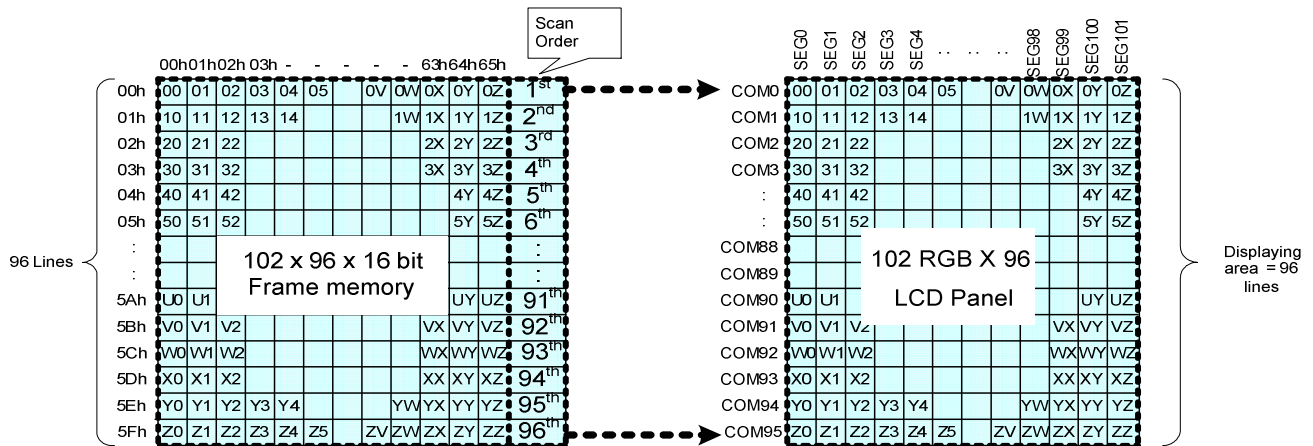 Scan
Order
00h 01h 02h 03h - - - - - 63h 64h 65h
SEG0 SEG1 SEG2 SEG3 SEG4 : : : : : : SEG98 SEG99 SEG100 SEG101
00h 00 01 02 03 04 05 0V 0W 0X 0Y 0Z 1st COM0 00 01 02 03 04 05 0V 0W 0X 0Y 0Z
01h 10 11 12 13 14 1W 1X 1Y 1Z 2nd COM1 10 11 12 13 14 1W 1X 1Y 1Z
02h 20 21 22 2X 2Y 2Z 3rd COM2 20 21 22 2X 2Y 2Z
03h 30 31 32 3X 3Y 3Z 4th COM3 30 31 32 3X 3Y 3Z
04h 40 41 42 4Y 4Z 5th : 40 41 42 4Y 4Z
05h 50 51 52 5Y 5Z 6th : 50 51 52 5Y 5Z
: : COM88
: : COM89
96 Lines
102 x 96 x 16 bit
Frame memory
102 RGB X 96
LCD Panel
Displaying
area = 96
lines
5Ah U0 U1 UY UZ 91th COM90 U0 U1 UY UZ
5Bh V0 V1 V2 VX VY VZ 92th COM91 V0 V1 V2 VX VY VZ
5Ch W0 W1 W2 WX WY WZ 93th COM92 W0 W1 W2 WX WY WZ
5Dh X0 X1 X2 XX XY XZ 94th COM93 X0 X1 X2 XX XY XZ
5Eh Y0 Y1 Y2 Y3 Y4 YW YX YY YZ 95th COM94 Y0 Y1 Y2 Y3 Y4 YW YX YY YZ
5Fh Z0 Z1 Z2 Z3 Z4 Z5 ZV ZW ZX ZY ZZ 96th COM95 Z0 Z1 Z2 Z3 Z4 Z5 ZV ZW ZX ZY ZZ